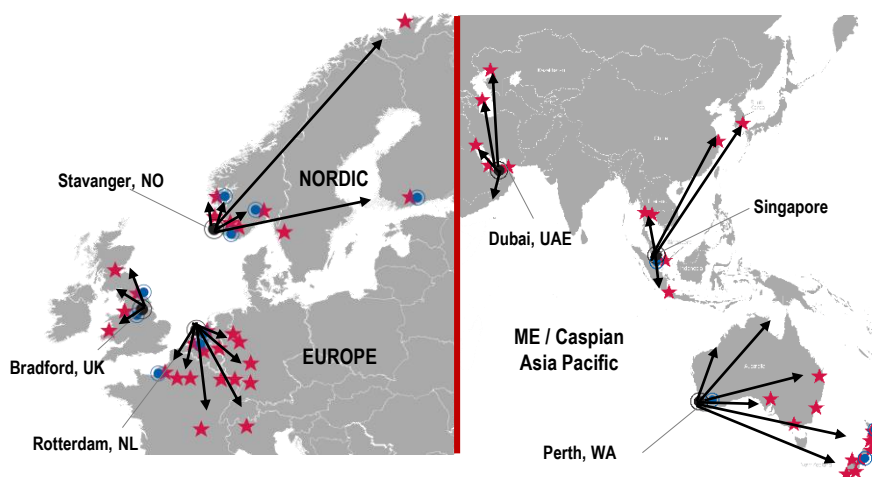 Stavanger, NO
NORDIC
Bradford, UK
EUROPE
Rotterdam, NL
Dubai, UAE
Singapore
ME / Caspian
Asia Pacific
Perth, WA